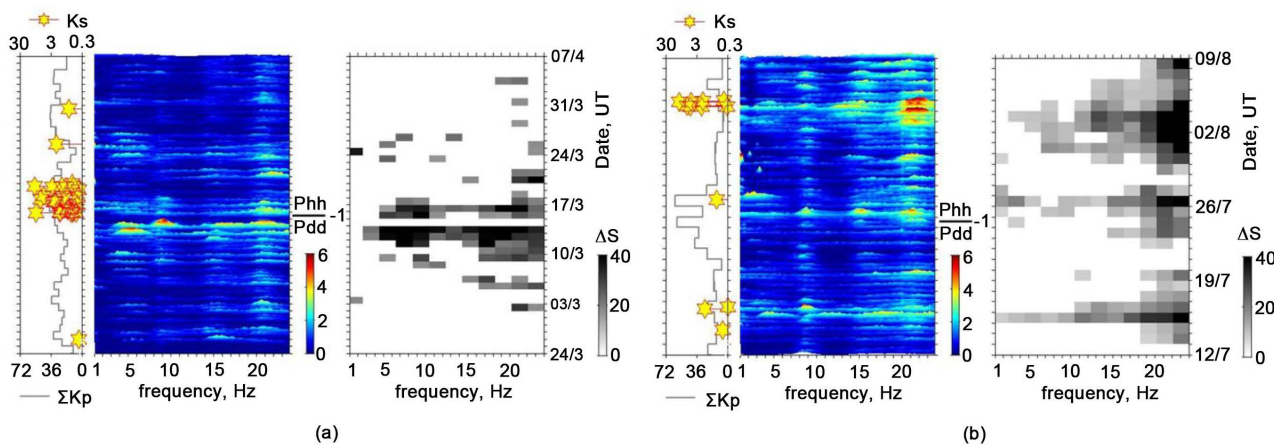 Ks
30 3 0.3
07/4
31/3
24/3
17/3
10/3
03/3
24/3
Date, UT
Phh
Pdd
-1
6
4
2
0
ΔS
40
20
0
1 5 10 15 20
frequency, Hz
1 5 10 15 20
frequency, Hz
72 36 0
ΣKp
(a)
Ks
30 3 0.3
09/8
02/8
26/7
19/7
12/7
Date, UT
Phh
Pdd
-1
6
4
2
0
ΔS
40
20
0
1 5 10 15 20
frequency, Hz
1 5 10 15 20
frequency, Hz
72 36 0
ΣKp
(b)